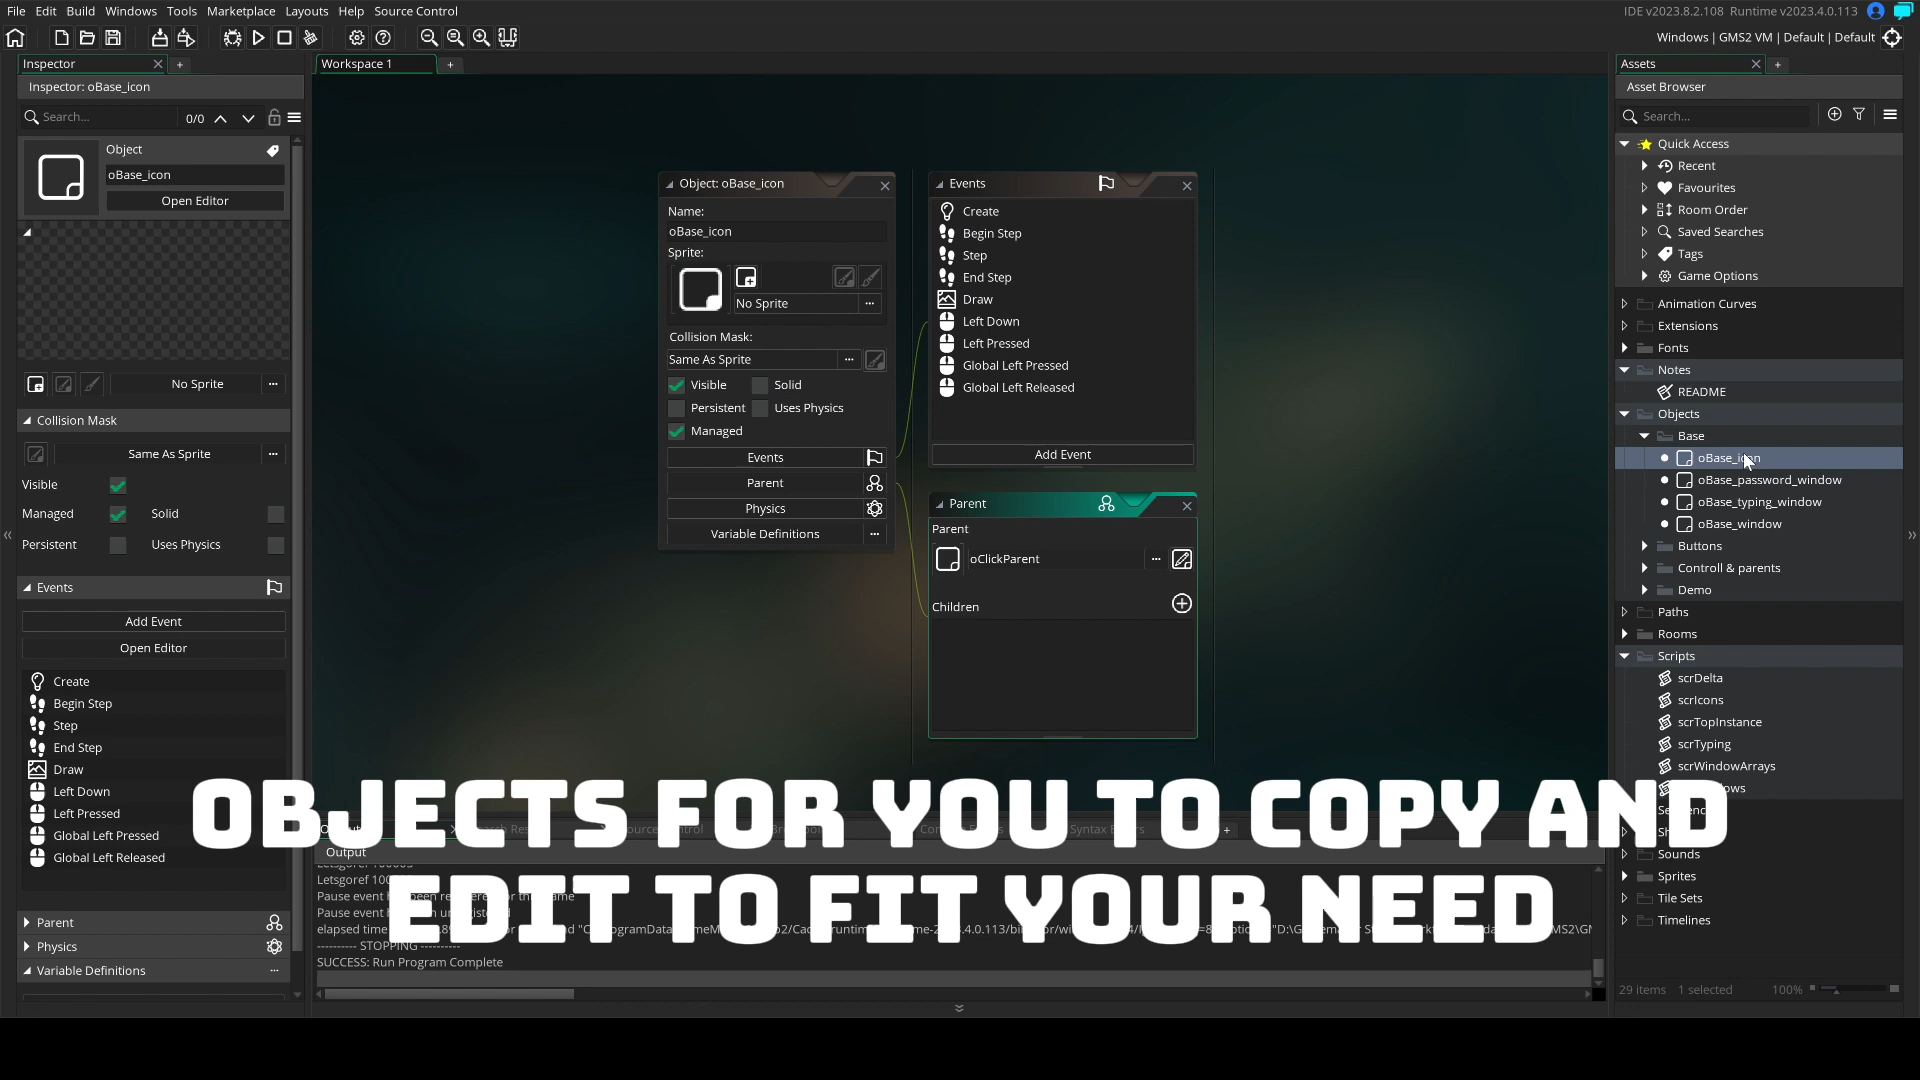 File Edit Build Windows Tools Marketplace Layouts Help Source Control
IDE v2023.8.2.108 Runtime v2023.4.0.113
Windows | GMS2 VM | Default | Default
Inspector
Inspector: oBase_icon
Search...
0/0
Object
oBase_icon
Open Editor
No Sprite
Collision Mask
Same As Sprite
Visible
Managed Solid
Persistent Uses Physics
Events
Add Event
Open Editor
Create
Begin Step
Step
End Step
Draw
Left Down
Left Pressed
Global Left Pressed
Global Left Released
Parent
Physics
Variable Definitions
Workspace 1
Object: oBase_icon
Name:
oBase_icon
Sprite:
No Sprite
Collision Mask:
Same As Sprite
Visible Solid
Persistent Uses Physics
Managed
Events
Parent
Physics
Variable Definitions
Events
Create
Begin Step
Step
End Step
Draw
Left Down
Left Pressed
Global Left Pressed
Global Left Released
Add Event
Parent
Parent
oClickParent
Children
OBJECTS FOR YOU TO COPY AND
EDIT TO FIT YOUR NEED
Output
Letsgoref
Pause event
Pause event
elapsed time
---------- STOPPING ----------
SUCCESS: Run Program Complete
Assets
Asset Browser
Search...
Quick Access
Recent
Favourites
Room Order
Saved Searches
Tags
Game Options
Animation Curves
Extensions
Fonts
Notes
README
Objects
Base
oBase_icon
oBase_password_window
oBase_typing_window
oBase_window
Buttons
Controll & parents
Demo
Paths
Rooms
Scripts
scrDelta
scrIcons
scrTopInstance
scrTyping
scrWindowArrays
Sounds
Sprites
Tile Sets
Timelines
29 items 1 selected 100%